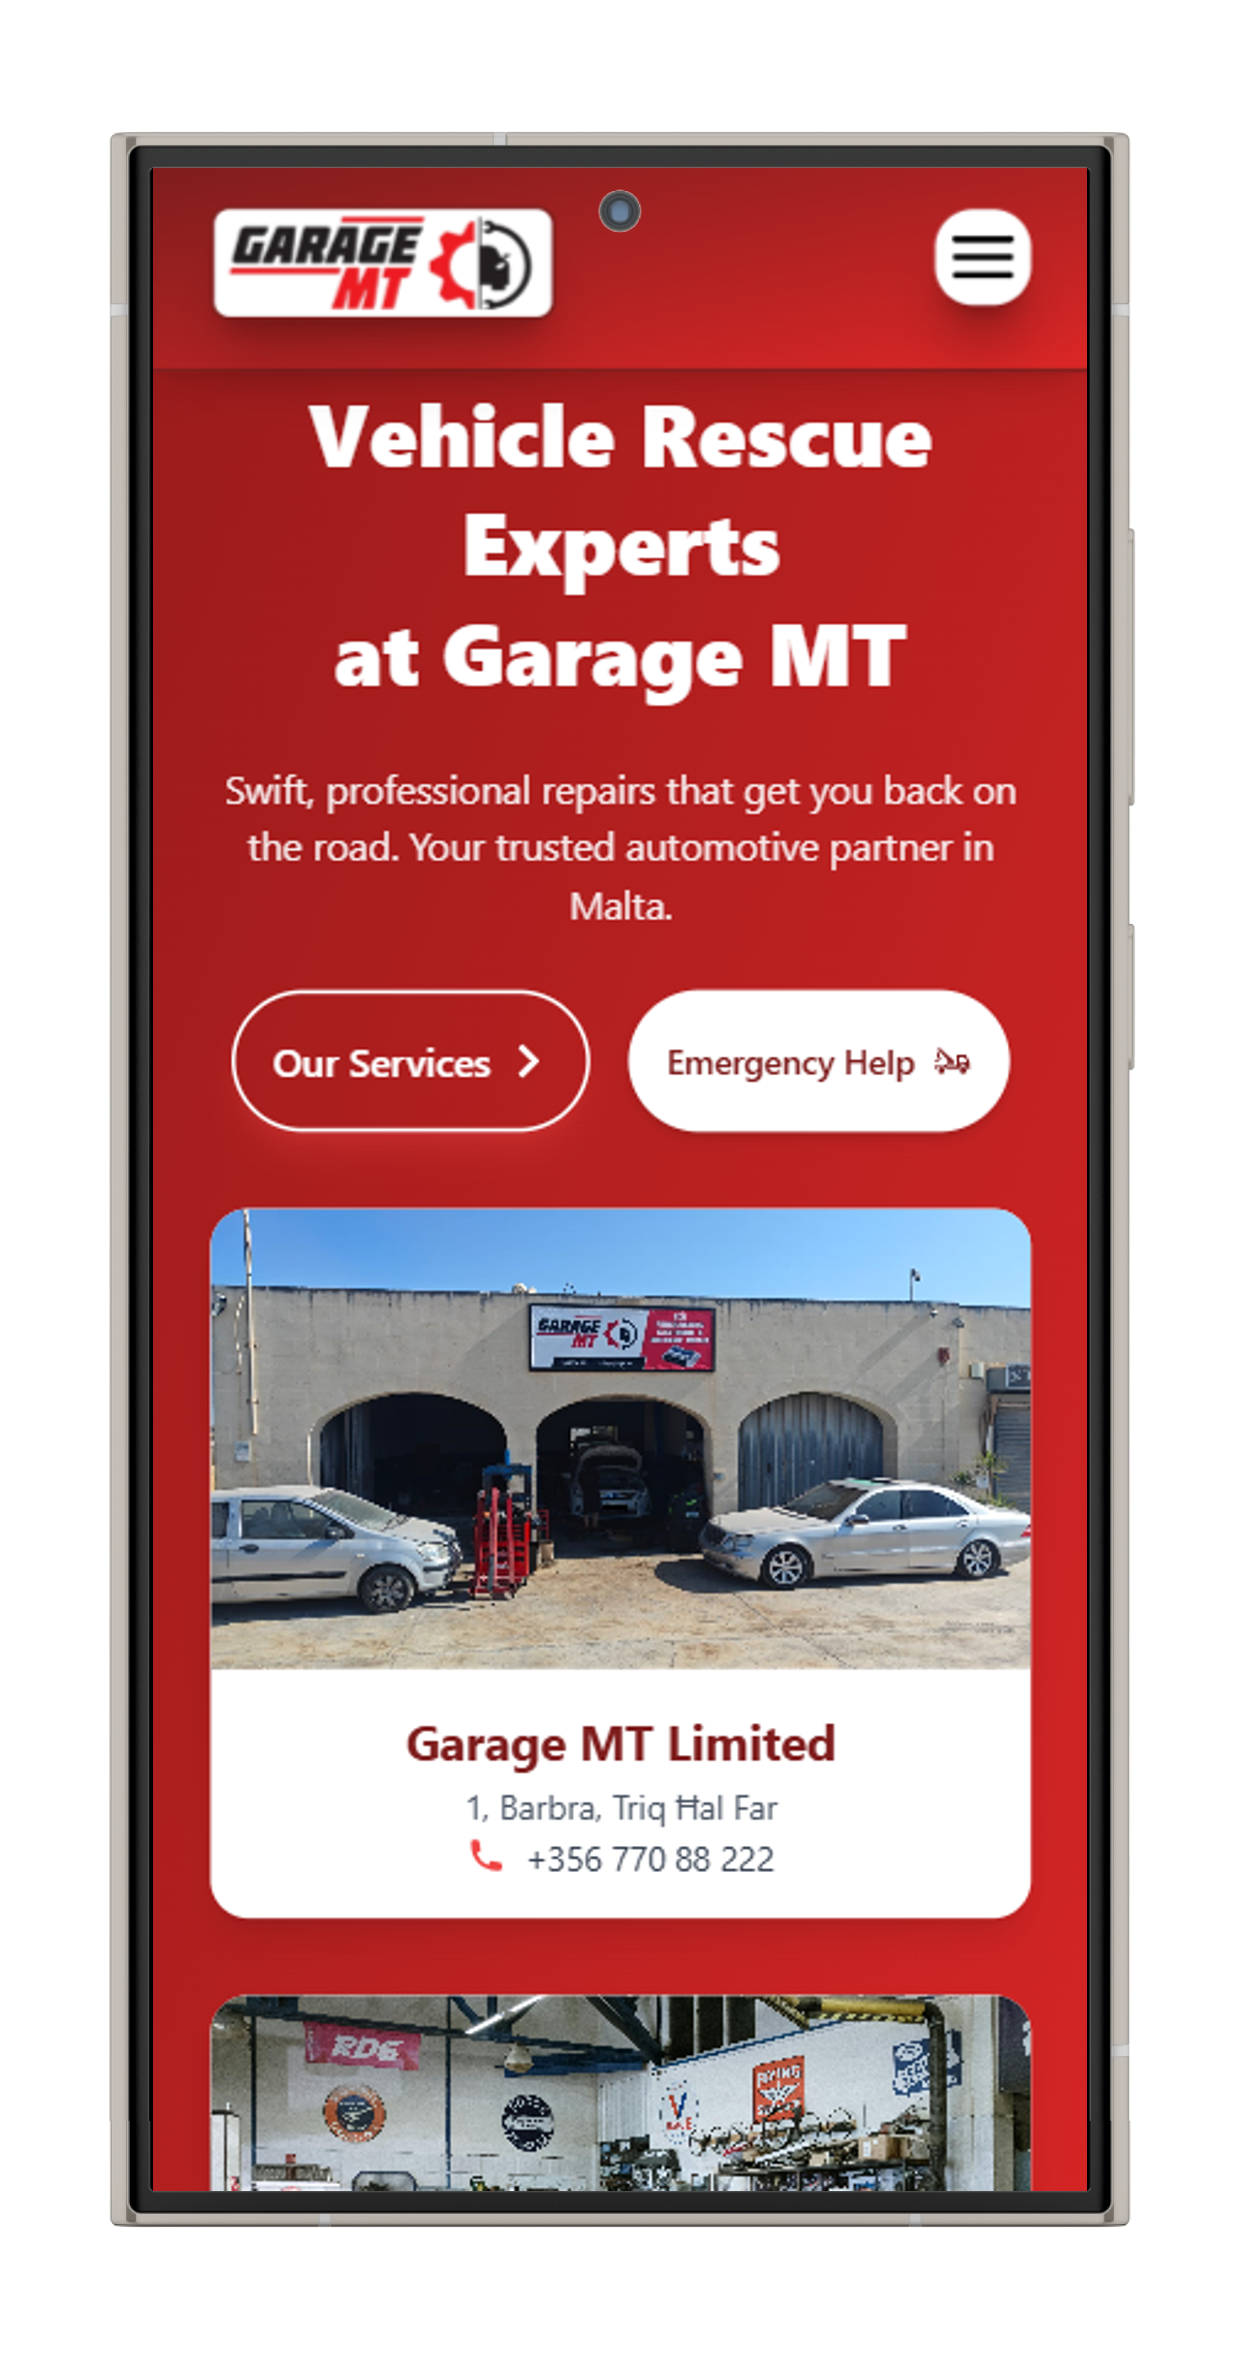 GARAGE
MT
Vehicle Rescue
Experts
at Garage MT
Swift, professional repairs that get you back on
the road. Your trusted automotive partner in
Malta.
Our Services
Emergency Help
GARAGE
MT
Garage MT Limited
1, Barbra, Triq Ħal Far
+356 770 88 222
RDE